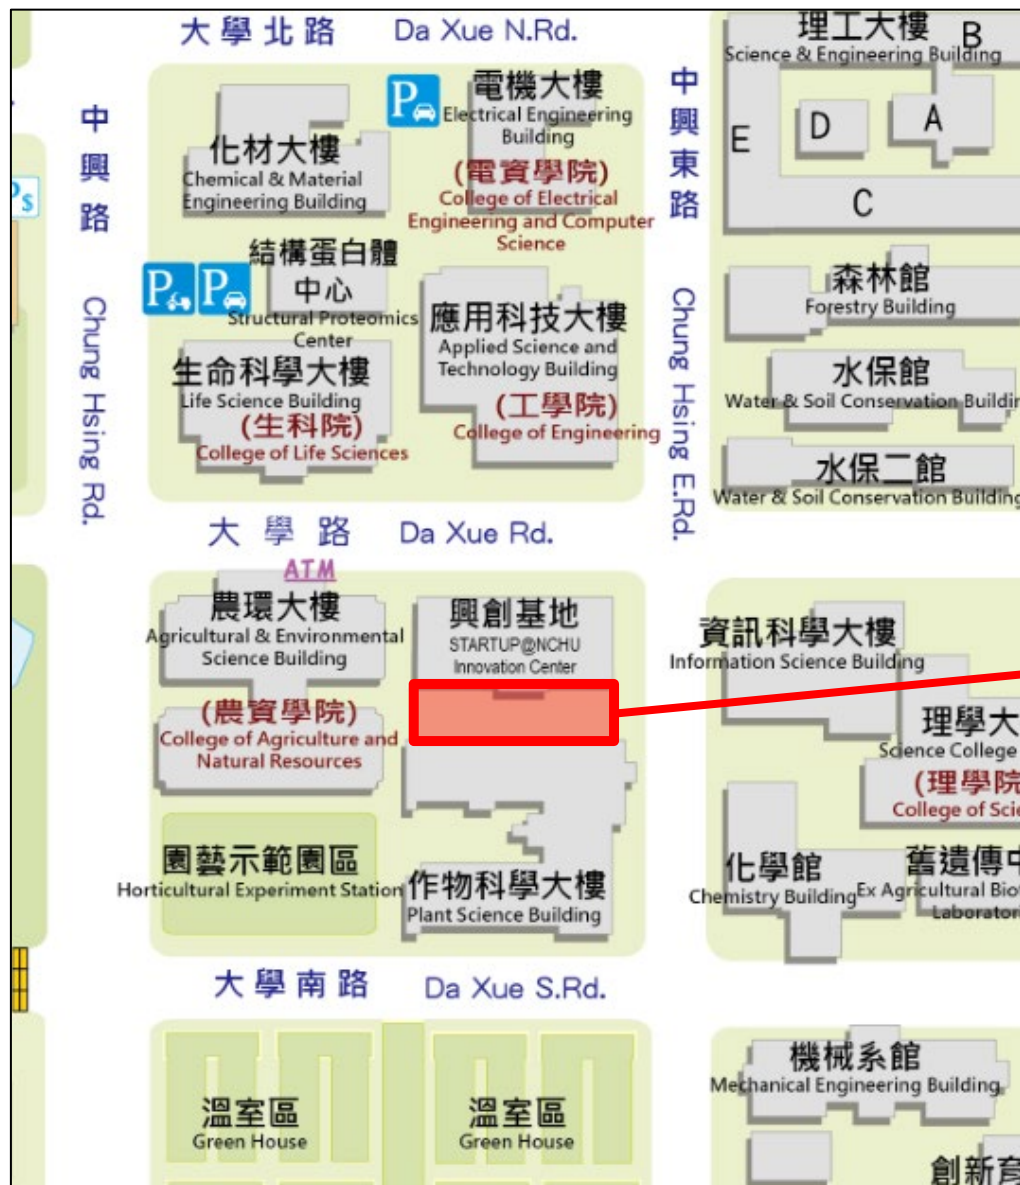 大學北路 Da Xue N.Rd.
中興路
Chung Hsing Rd.
化材大樓
Chemical & Material
Engineering Building
P
電機大樓
Electrical Engineering
Building
(電資學院)
College of Electrical
Engineering and Computer
Science
結構蛋白體
中心
Structural Proteomics
Center
P P
生命科學大樓
Life Science Building
(生科院)
College of Life Sciences
應用科技大樓
Applied Science and
Technology Building
(工學院)
College of Engineering
中興東路
Chung Hsing E.Rd.
理工大樓
Science & Engineering Building
B
D
A
E
C
森林館
Forestry Building
水保館
Water & Soil Conservation Buildin
水保二館
Water & Soil Conservation Building
P$
大學路 Da Xue Rd.
ATM
農環大樓
Agricultural & Environmental
Science Building
(農資學院)
College of Agriculture and
Natural Resources
興創基地
STARTUP@NCHU
Innovation Center
園藝示範園區
Horticultural Experiment Station
作物科學大樓
Plant Science Building
資訊科學大樓
Information Science Building
理學大
Science College
(理學院
College of Scie
化學館
Chemistry Building
舊遺傳中
Ex Agricultural Biot
Laborator
大學南路 Da Xue S.Rd.
溫室區
Green House
溫室區
Green House
機械系館
Mechanical Engineering Building
創新育